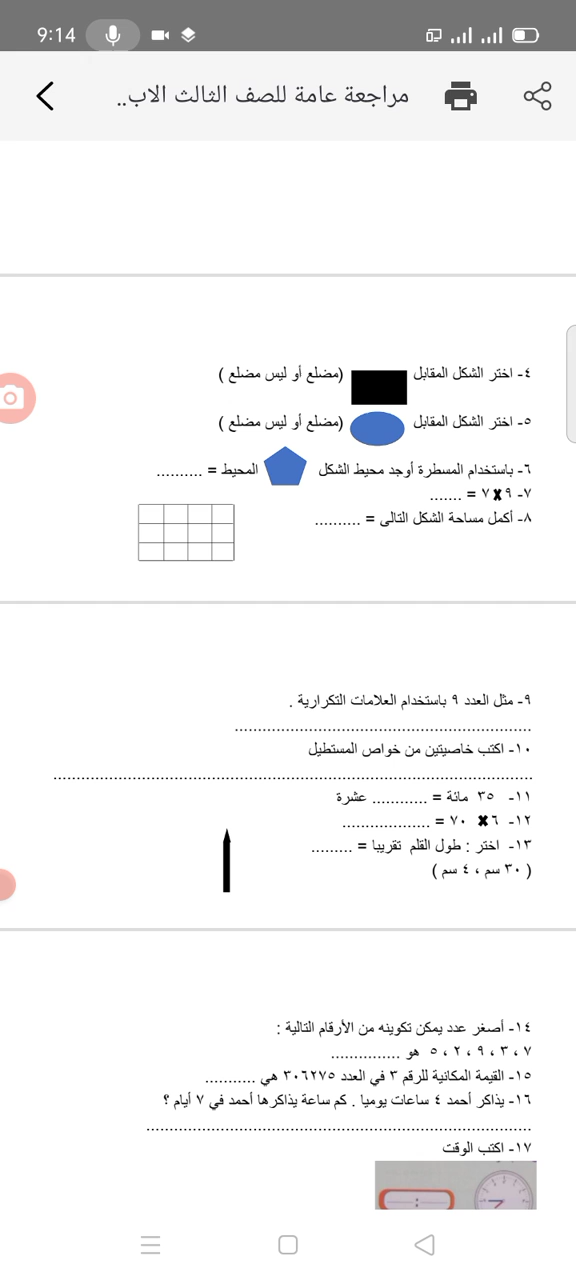 9:14
مراجعة عامة للصف الثالث الاب..
٤- اختر الشكل المقابل (مضلع أو ليس مضلع )
٥- اختر الشكل المقابل (مضلع أو ليس مضلع )
٦- باستخدام المسطرة أوجد محيط الشكل المحيط = ..........
٧- ٩ × ٧ = .......
٨- أكمل مساحة الشكل التالى = ..........
٩- مثل العدد ٩ باستخدام العلامات التكرارية .
................................................................
١٠- اكتب خاصيتين من خواص المستطيل
........................................................................................................
١١- ٣٥ مائة = ............ عشرة
١٢- ٦ × ٧٠ = ...................
١٣- اختر : طول القلم تقريبا = .........
( ٣٠ سم ، ٤ سم )
١٤- أصغر عدد يمكن تكوينه من الأرقام التالية :
٧ ، ٣ ، ٩ ، ٢ ، ٥ هو ...............
١٥- القيمة المكانية للرقم ٣ في العدد ٣٠٦٢٧٥ هي ...........
١٦- يذاكر أحمد ٤ ساعات يوميا . كم ساعة يذاكرها أحمد في ٧ أيام ؟
...................................................................................
١٧- اكتب الوقت
: